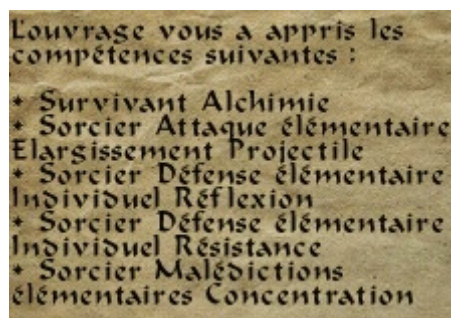 L'ouvrage vous a appris les
compétences suivantes :
+ Survivant Alchimie
+ Sorcier Attaque élémentaire
Elargissement Projectile
+ Sorcier Défense élémentaire
Individuel Réflexion
+ Sorcier Défense élémentaire
Individuel Résistance
+ Sorcier Malédictions
élémentaires Concentration